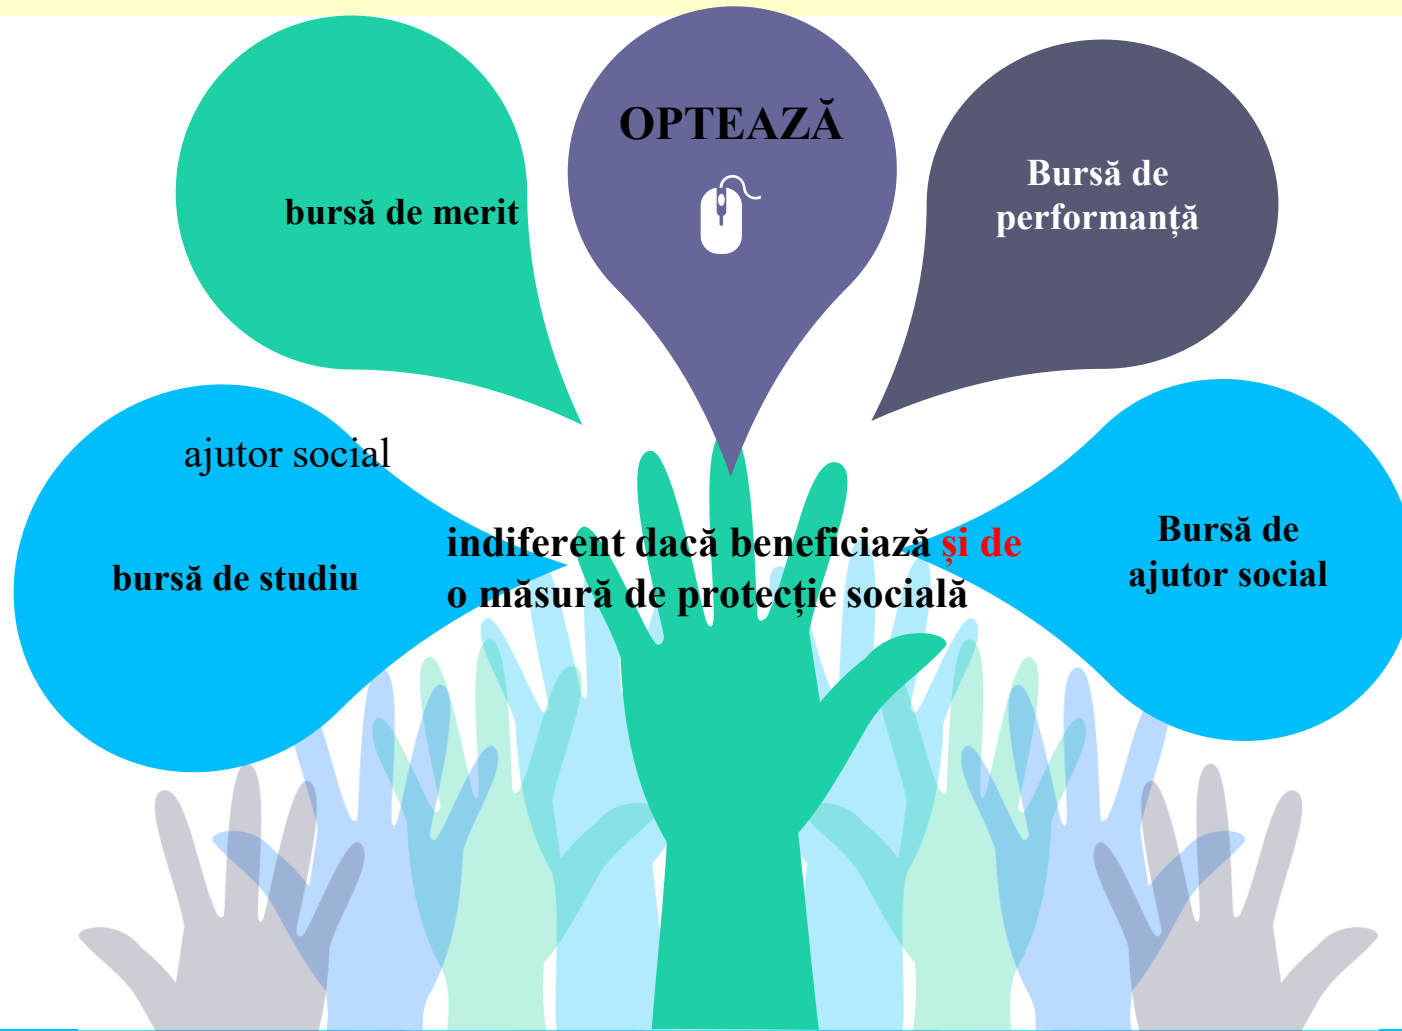 OPTEAZĂ
bursă de merit
Bursă de
performanță
ajutor social
bursă de studiu
indiferent dacă beneficiază și de
o măsură de protecție socială
Bursă de
ajutor social